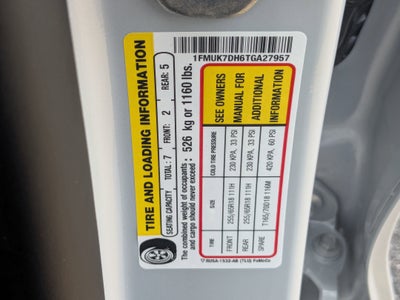 1FMUK7DH6TGA27957
TIRE AND LOADING INFORMATION
SEATING CAPACITY TOTAL: 7 FRONT: 2 REAR: 5
The combined weight of occupants
and cargo should never exceed: 526 kg or 1160 lbs.
TIRE SIZE COLD TIRE PRESSURE
FRONT 255/65R18 111H 230 KPA, 33 PSI
REAR 255/65R18 111H 230 KPA, 33 PSI
SPARE T165/70D18 116M 420 KPA, 60 PSI
SEE OWNERS
MANUAL FOR
ADDITIONAL
INFORMATION